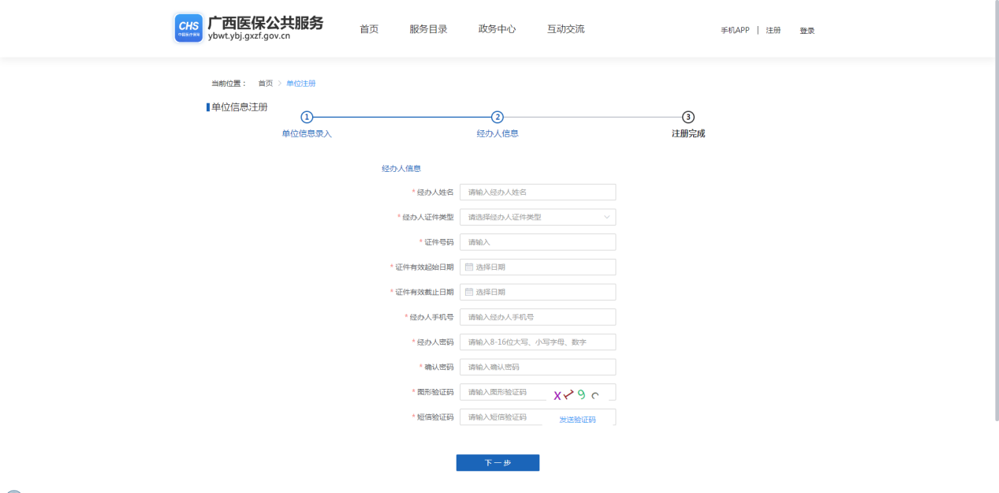 CHS
中国医疗保障
广西医保公共服务
ybwt.ybj.gxzf.gov.cn
首页 服务目录 政务中心 互动交流
手机APP | 注册 登录
当前位置： 首页 > 单位注册
单位信息注册
1 2 3
单位信息录入 经办人信息 注册完成
经办人信息
* 经办人姓名 请输入经办人姓名
* 经办人证件类型 请选择经办人证件类型
* 证件号码 请输入
* 证件有效起始日期 选择日期
* 证件有效截止日期 选择日期
* 经办人手机号 请输入经办人手机号
* 经办人密码 请输入8-16位大写、小写字母、数字
* 确认密码 请输入确认密码
* 图形验证码 请输入图形验证码 X19c
* 短信验证码 请输入短信验证码 发送验证码
下一步